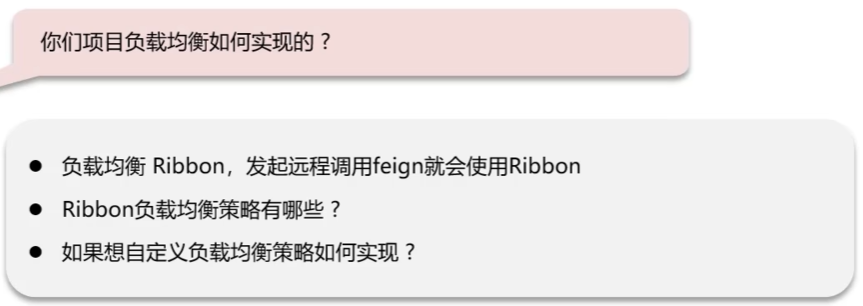 你们项目负载均衡如何实现的？
● 负载均衡 Ribbon，发起远程调用feign就会使用Ribbon
● Ribbon负载均衡策略有哪些？
● 如果想自定义负载均衡策略如何实现？